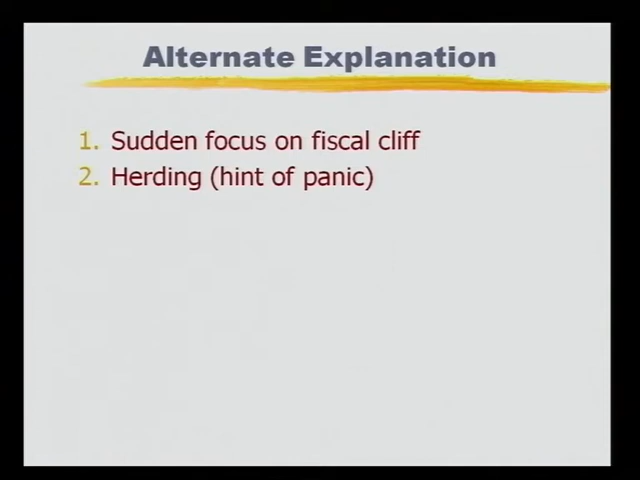 Alternate Explanation
1. Sudden focus on fiscal cliff
2. Herding (hint of panic)